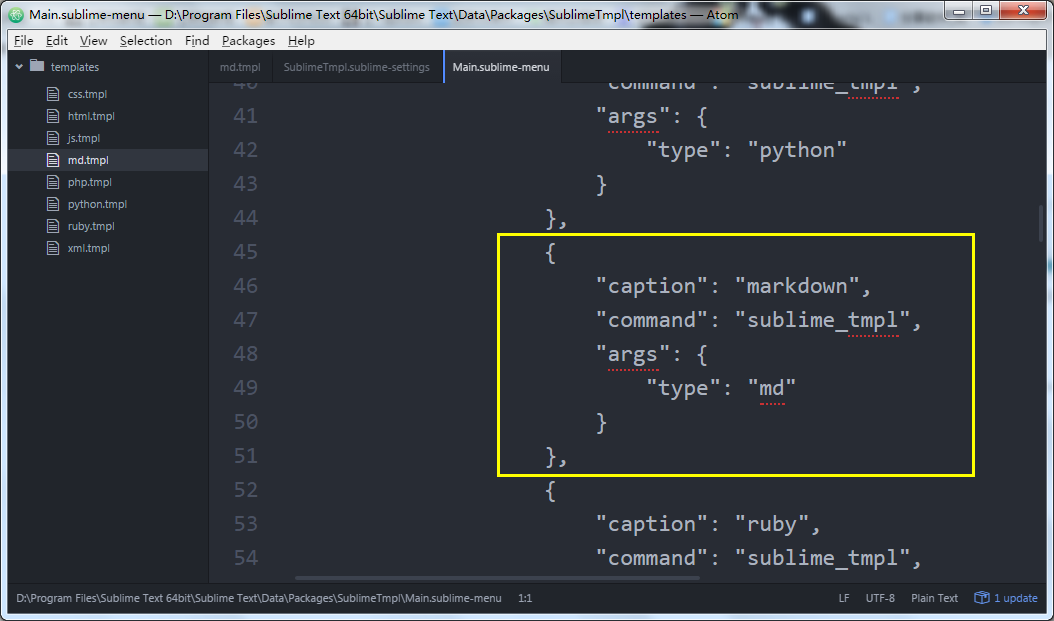 Main.sublime-menu — D:\Program Files\Sublime Text 64bit\Sublime Text\Data\Packages\SublimeTmpl\templates — Atom
File Edit View Selection Find Packages Help
templates
css.tmpl
html.tmpl
js.tmpl
md.tmpl
php.tmpl
python.tmpl
ruby.tmpl
xml.tmpl
md.tmpl SublimeTmpl.sublime-settings Main.sublime-menu
40 "command": "sublime_tmpl",
41 "args": {
42 "type": "python"
43 }
44 },
45 {
46 "caption": "markdown",
47 "command": "sublime_tmpl",
48 "args": {
49 "type": "md"
50 }
51 },
52 {
53 "caption": "ruby",
54 "command": "sublime_tmpl",
D:\Program Files\Sublime Text 64bit\Sublime Text\Data\Packages\SublimeTmpl\Main.sublime-menu 1:1 LF UTF-8 Plain Text 1 update